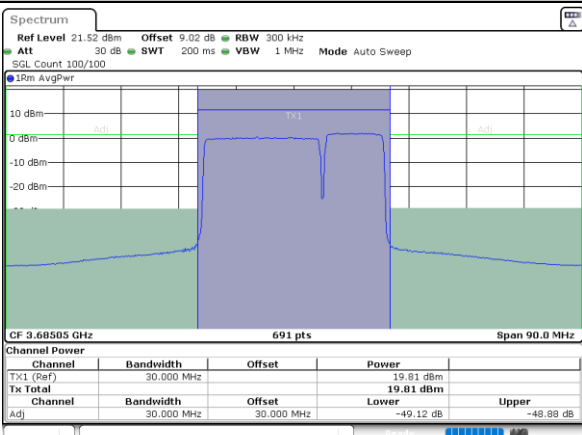 Spectrum
Ref Level 21.52 dBm Offset 9.02 dB RBW 300 kHz
Att 30 dB SWT 200 ms VBW 1 MHz Mode Auto Sweep
SGL Count 100/100
1Rm AvgPwr
10 dBm
TX1
Adj Adj
0 dBm
-10 dBm
-20 dBm
CF 3.68505 GHz 691 pts Span 90.0 MHz
Channel Power
Channel Bandwidth Offset Power
TX1 (Ref) 30.000 MHz 19.81 dBm
Tx Total 19.81 dBm
Channel Bandwidth Offset Lower Upper
Adj 30.000 MHz 30.000 MHz -49.12 dB -48.88 dB